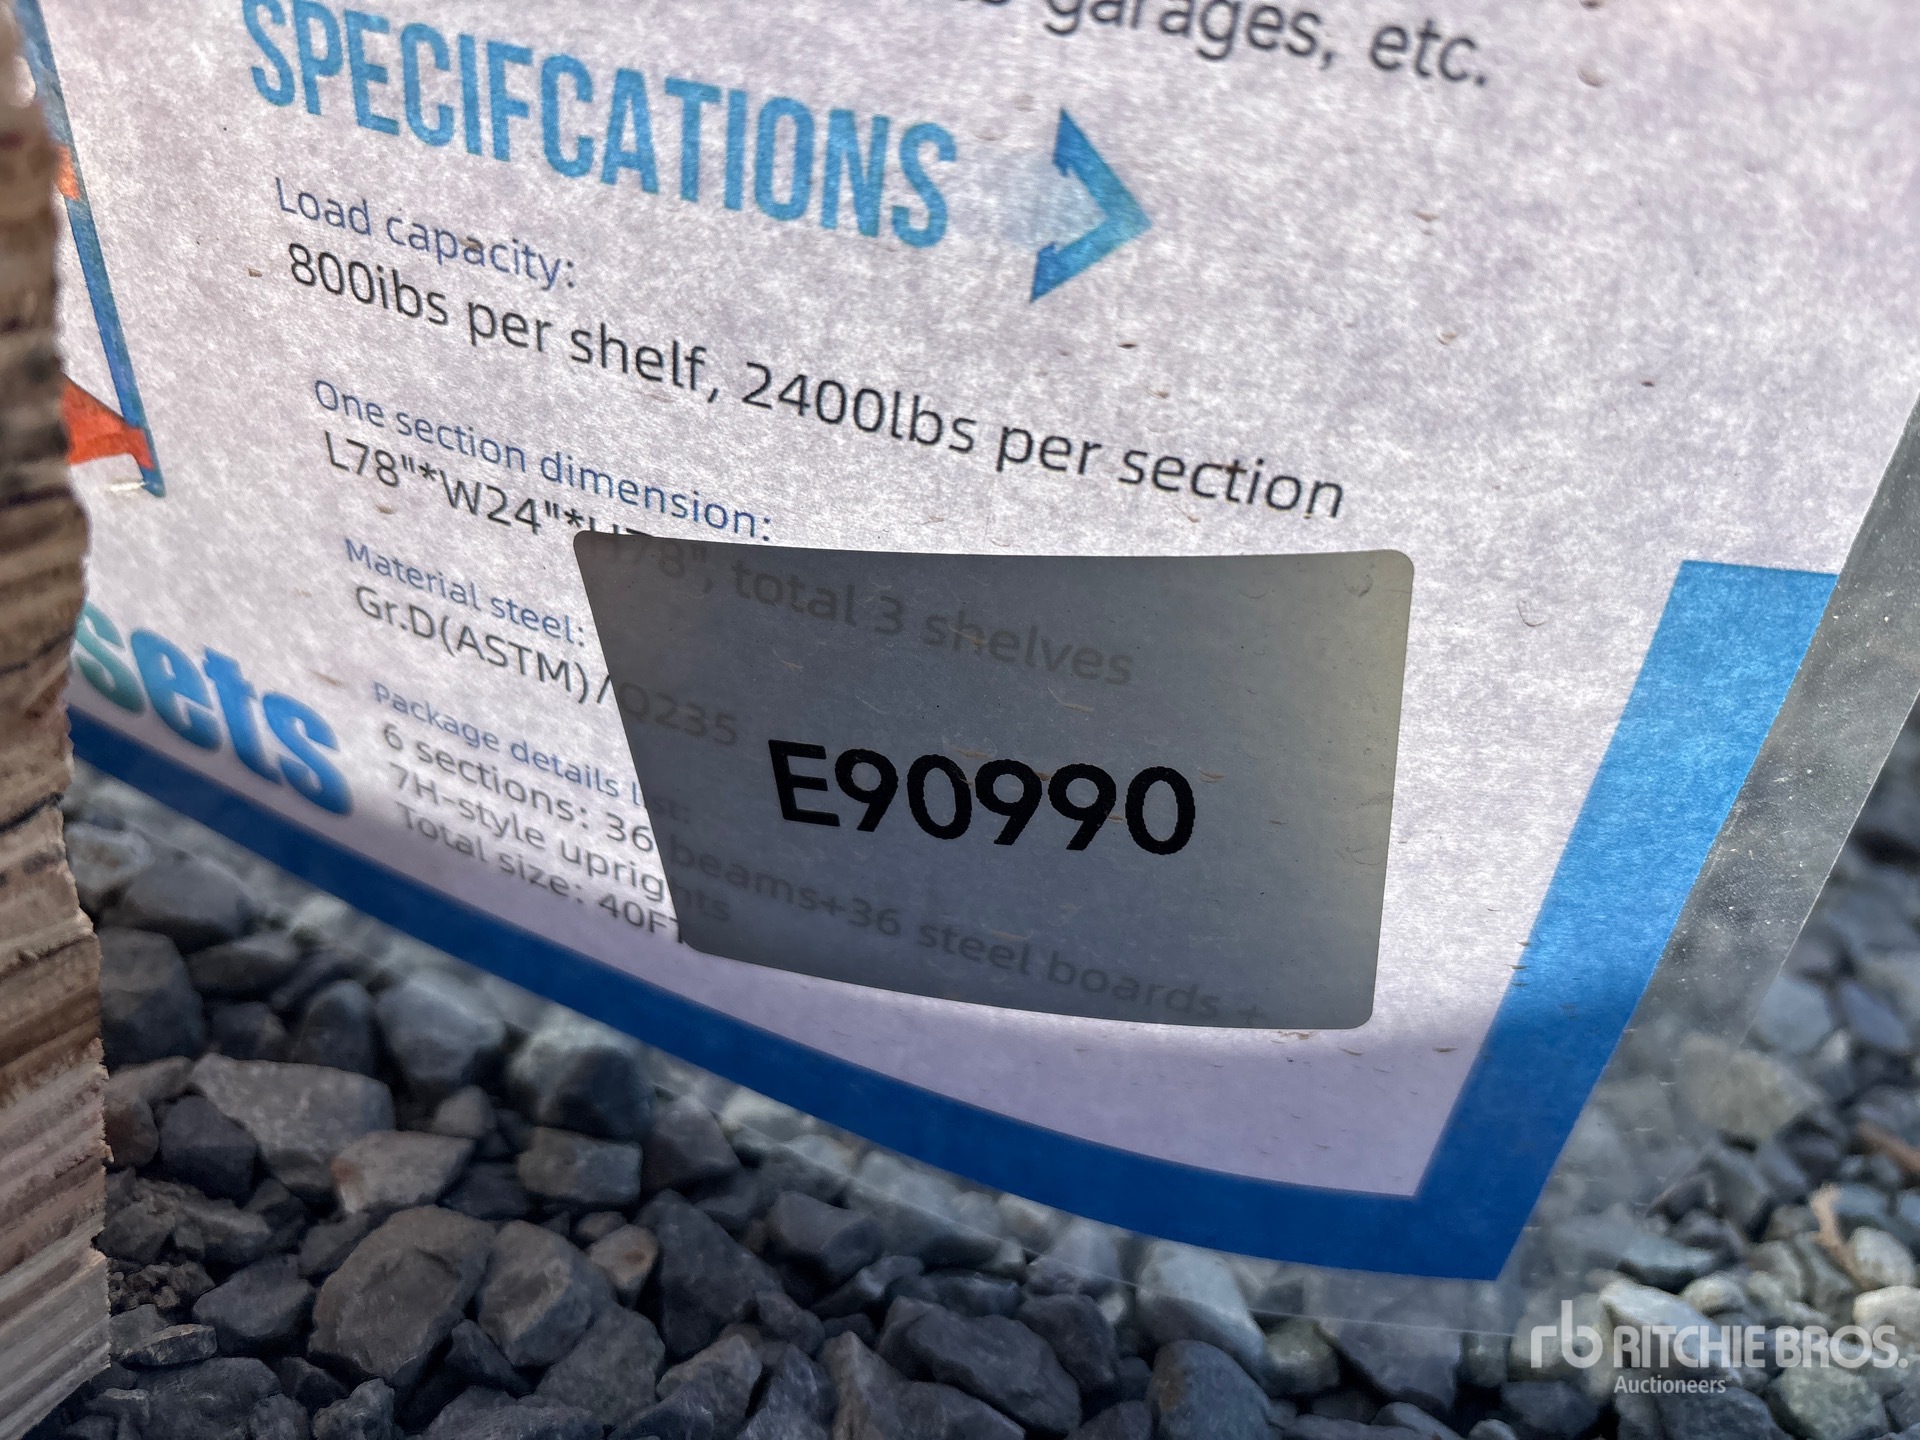 garages, etc.
SPECIFCATIONS
Load capacity:
800ibs per shelf, 2400lbs per section
One section dimension:
L78"*W24"*H78", total 3 shelves
Material steel:
Gr.D(ASTM)/Q235
Package details list:
6 sections: 36 beams+36 steel boards +
7H-style uprights
Total size: 40FT
sets
E90990
rb RITCHIE BROS.
Auctioneers